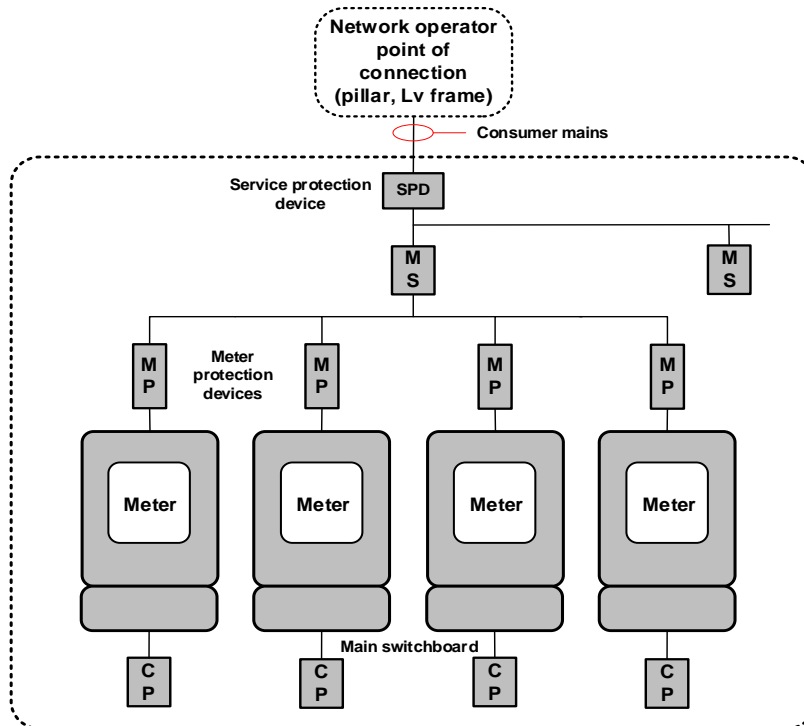 Network operator
point of
connection
(pillar, Lv frame)
Consumer mains
Service protection
device
SPD
M
S
M
S
Meter
protection
devices
M
P
M
P
M
P
M
P
Meter
Meter
Meter
Meter
Main switchboard
C
P
C
P
C
P
C
P